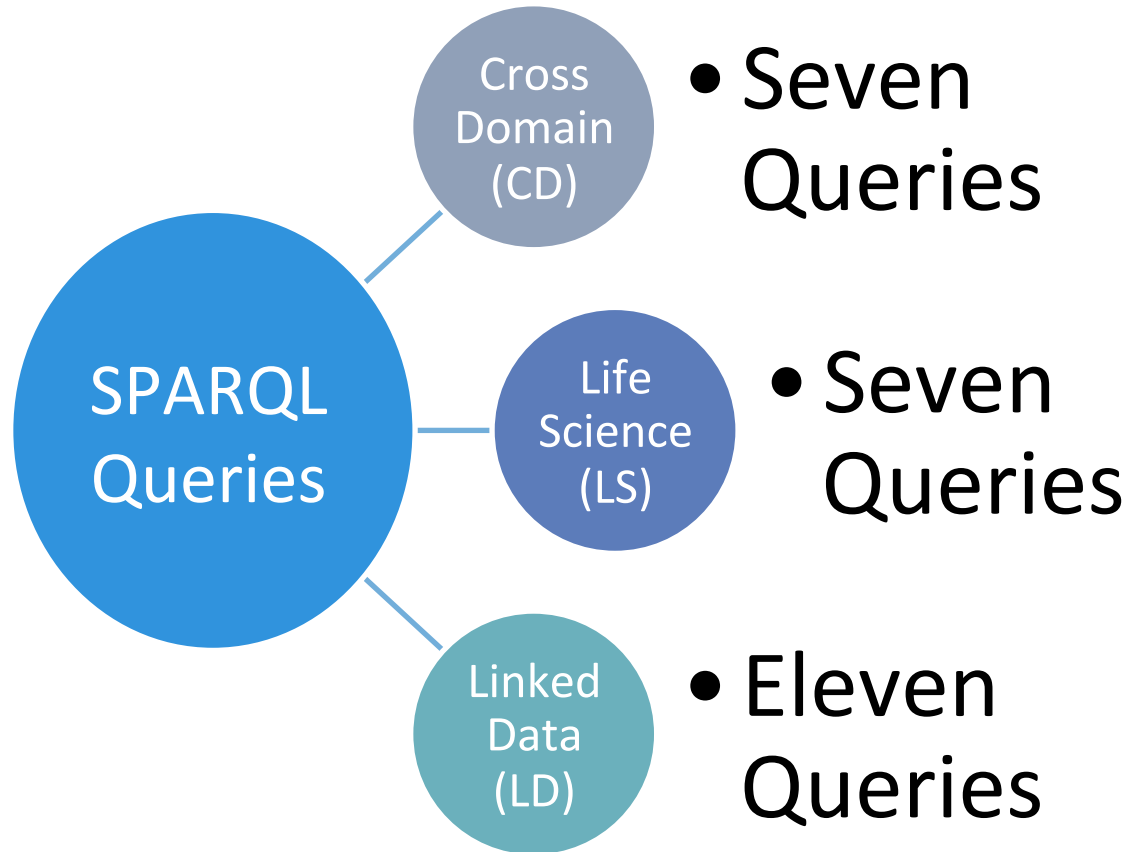 SPARQL
Queries
Cross
Domain
(CD)
• Seven
Queries
Life
Science
(LS)
• Seven
Queries
Linked
Data
(LD)
• Eleven
Queries